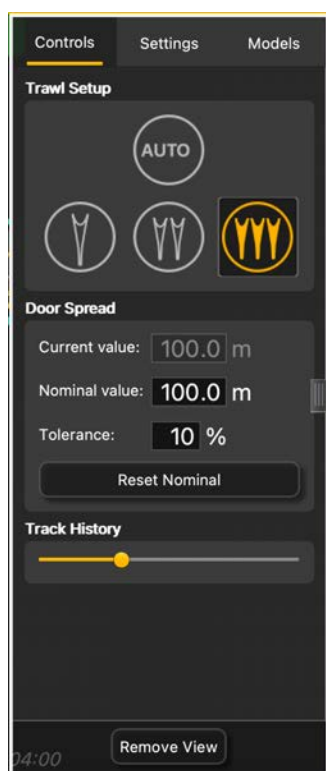 Controls Settings Models
Trawl Setup
AUTO
Door Spread
Current value: 100.0 m
Nominal value: 100.0 m
Tolerance: 10 %
Reset Nominal
Track History
04:00
Remove View